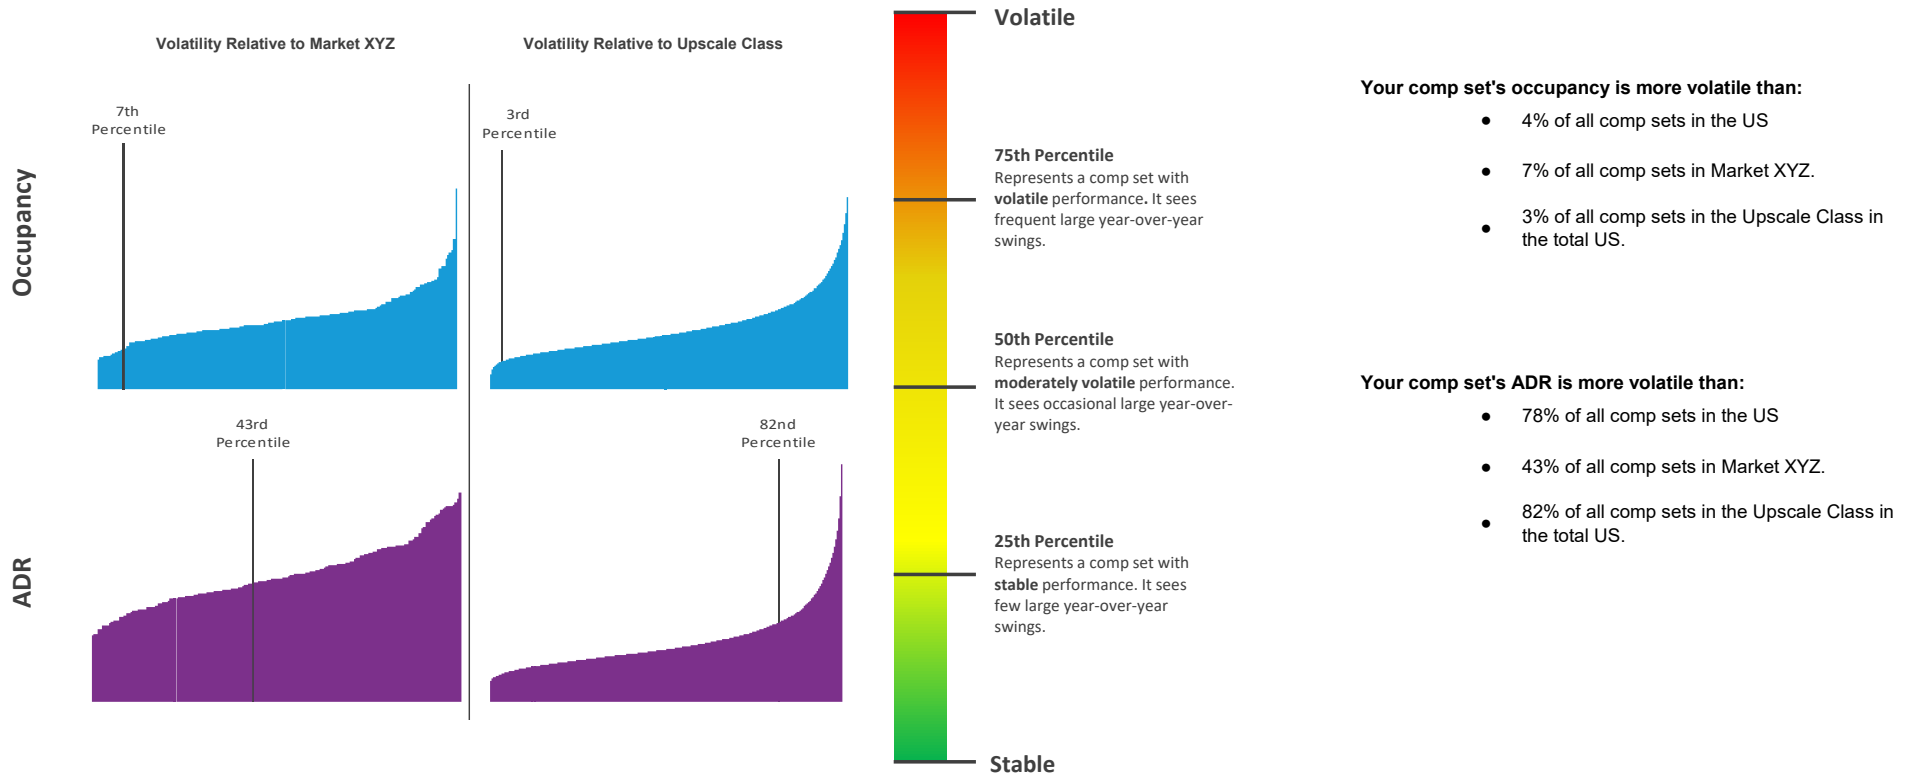 Volatility Relative to Market XYZ
Volatility Relative to Upscale Class
Occupancy
7th
Percentile
3rd
Percentile
ADR
43rd
Percentile
82nd
Percentile
Volatile
75th Percentile
Represents a comp set with
volatile performance. It sees
frequent large year-over-year
swings.
50th Percentile
Represents a comp set with
moderately volatile performance.
It sees occasional large year-over-
year swings.
25th Percentile
Represents a comp set with
stable performance. It sees
few large year-over-year
swings.
Stable
Your comp set's occupancy is more volatile than:
● 4% of all comp sets in the US
● 7% of all comp sets in Market XYZ.
● 3% of all comp sets in the Upscale Class in
the total US.
Your comp set's ADR is more volatile than:
● 78% of all comp sets in the US
● 43% of all comp sets in Market XYZ.
● 82% of all comp sets in the Upscale Class in
the total US.